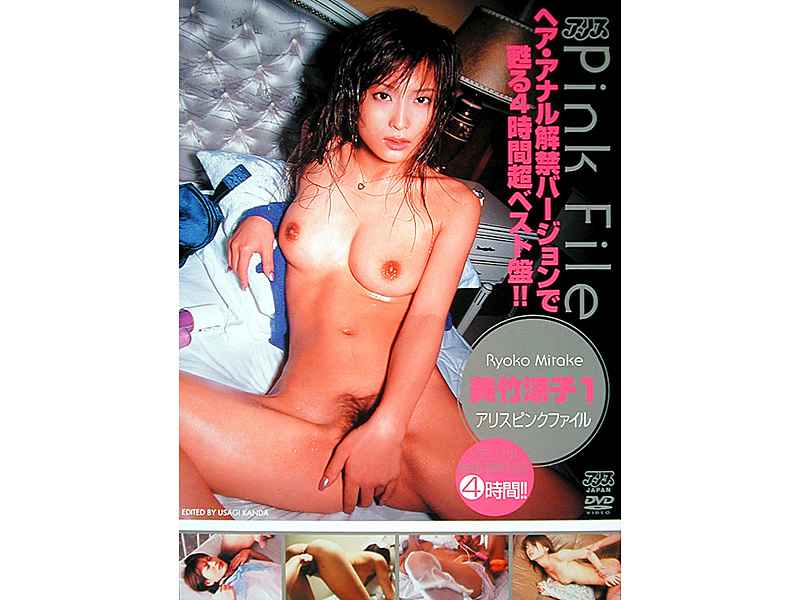 アリス
Pink File
ヘア・アナル解禁バージョンで
甦る4時間超ベスト盤!!
Ryoko Mitake
美竹涼子1
アリスピンクファイル
4時間!!
アリス
JAPAN
DVD
VIDEO
EDITED BY USAGI KANDA